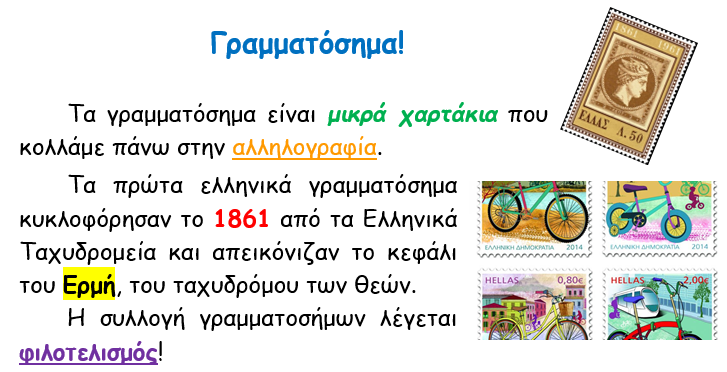 Γραμματόσημα!
1861 1961
ΕΛΛΑΣ Δ. 50
Τα γραμματόσημα είναι μικρά χαρτάκια που
κολλάμε πάνω στην αλληλογραφία.
Τα πρώτα ελληνικά γραμματόσημα
κυκλοφόρησαν το 1861 από τα Ελληνικά
Ταχυδρομεία και απεικόνιζαν το κεφάλι
του Ερμή, του ταχυδρόμου των θεών.
Η συλλογή γραμματοσήμων λέγεται
φιλοτελισμός!
ΕΛΛΗΝΙΚΗ ΔΗΜΟΚΡΑΤΙΑ 2014
ΕΛΛΗΝΙΚΗ ΔΗΜΟΚΡΑΤΙΑ 2014
HELLAS 0,80€
HELLAS 2,00€